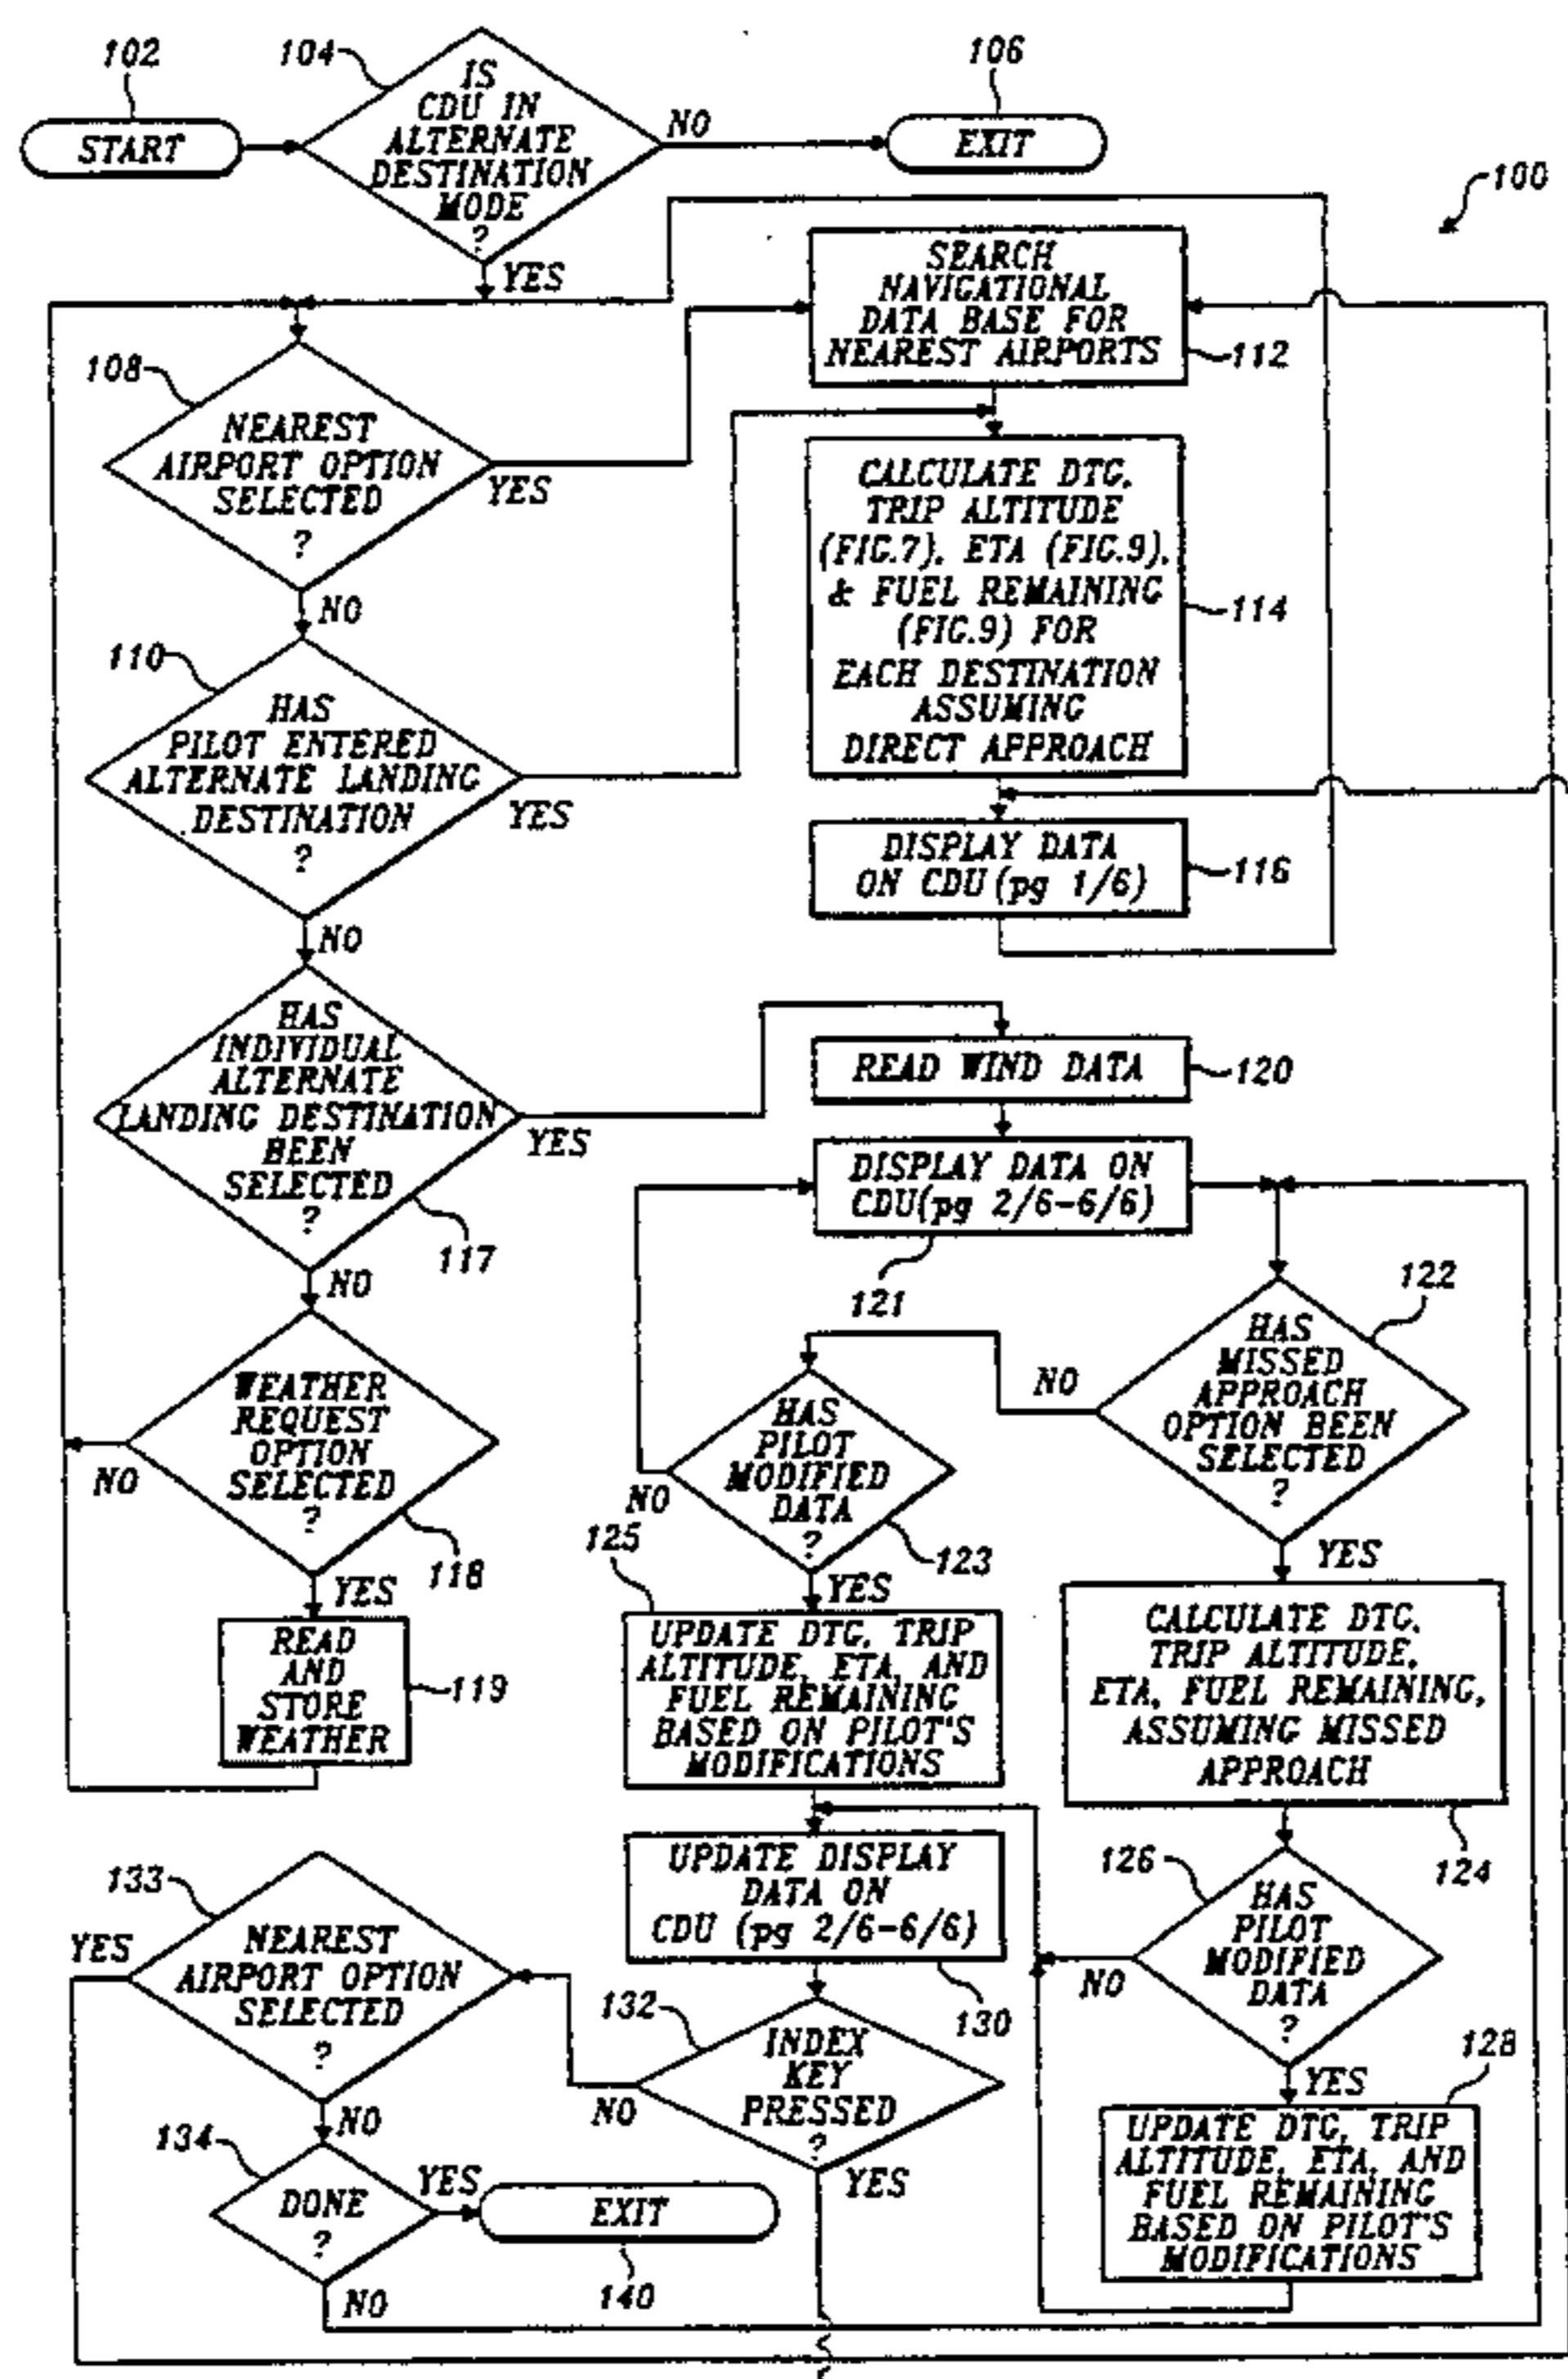 102
START
104
IS
CDU IN
ALTERNATE
DESTINATION
MODE
?
NO
106
EXIT
100
YES
SEARCH
NAVIGATIONAL
DATA BASE FOR
NEAREST AIRPORTS
112
108
NEAREST
AIRPORT OPTION
SELECTED
?
YES
NO
CALCULATE DTG,
TRIP ALTITUDE
(FIG.7), ETA (FIG.9),
& FUEL REMAINING
(FIG.9) FOR
EACH DESTINATION
ASSUMING
DIRECT APPROACH
114
110
HAS
PILOT ENTERED
ALTERNATE LANDING
DESTINATION
?
YES
NO
DISPLAY DATA
ON CDU (pg 1/6)
116
HAS
INDIVIDUAL
ALTERNATE
LANDING DESTINATION
BEEN
SELECTED
?
YES
117
NO
READ WIND DATA
120
DISPLAY DATA ON
CDU(pg 2/6-6/6)
121
122
HAS
MISSED
APPROACH
OPTION BEEN
SELECTED
?
NO
YES
WEATHER
REQUEST
OPTION
SELECTED
?
NO
118
YES
READ
AND
STORE
WEATHER
119
HAS
PILOT
MODIFIED
DATA
?
NO
123
YES
125
UPDATE DTG, TRIP
ALTITUDE, ETA, AND
FUEL REMAINING
BASED ON PILOT'S
MODIFICATIONS
CALCULATE DTG,
TRIP ALTITUDE,
ETA, FUEL REMAINING,
ASSUMING MISSED
APPROACH
124
UPDATE DISPLAY
DATA ON
CDU (pg 2/6-6/6)
130
126
HAS
PILOT
MODIFIED
DATA
?
NO
YES
128
UPDATE DTG, TRIP
ALTITUDE, ETA, AND
FUEL REMAINING
BASED ON PILOT'S
MODIFICATIONS
133
YES
NEAREST
AIRPORT OPTION
SELECTED
?
NO
132
INDEX
KEY
PRESSED
?
NO
YES
134
DONE
?
YES
NO
EXIT
140